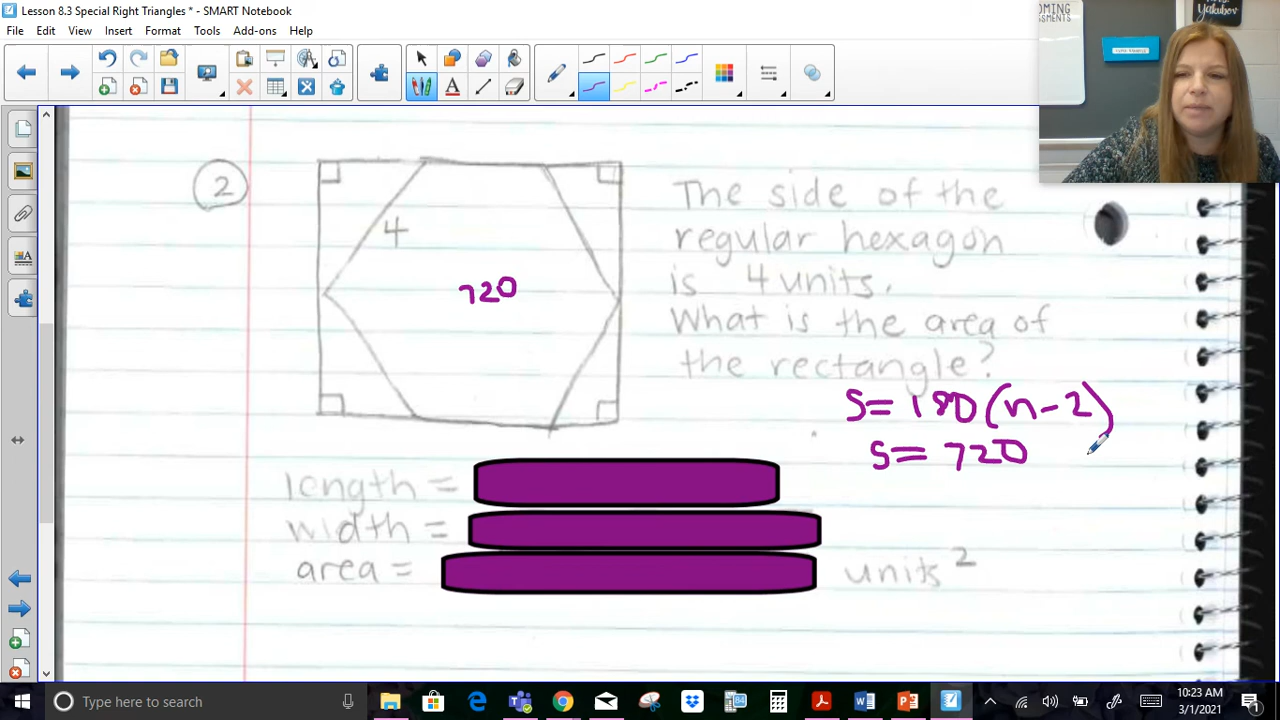 Lesson 8.3 Special Right Triangles * - SMART Notebook
File Edit View Insert Format Tools Add-ons Help
Yakubov
2
The side of the
regular hexagon
is 4 units.
What is the area of
the rectangle?
4
720
S= 180(n-2)
S= 720
length =
width =
area = units²
Type here to search
10:23 AM
3/1/2021